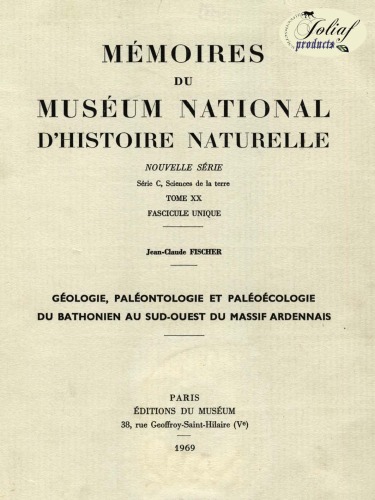 Joliaf
products
MÉMOIRES
DU
MUSÉUM NATIONAL
D'HISTOIRE NATURELLE
NOUVELLE SÉRIE
Série C, Sciences de la terre
TOME XX
FASCICULE UNIQUE
Jean-Claude FISCHER
GÉOLOGIE, PALÉONTOLOGIE ET PALÉOÉCOLOGIE
DU BATHONIEN AU SUD-OUEST DU MASSIF ARDENNAIS
PARIS
ÉDITIONS DU MUSÉUM
38, rue Geoffroy-Saint-Hilaire (Vᵉ)
1969